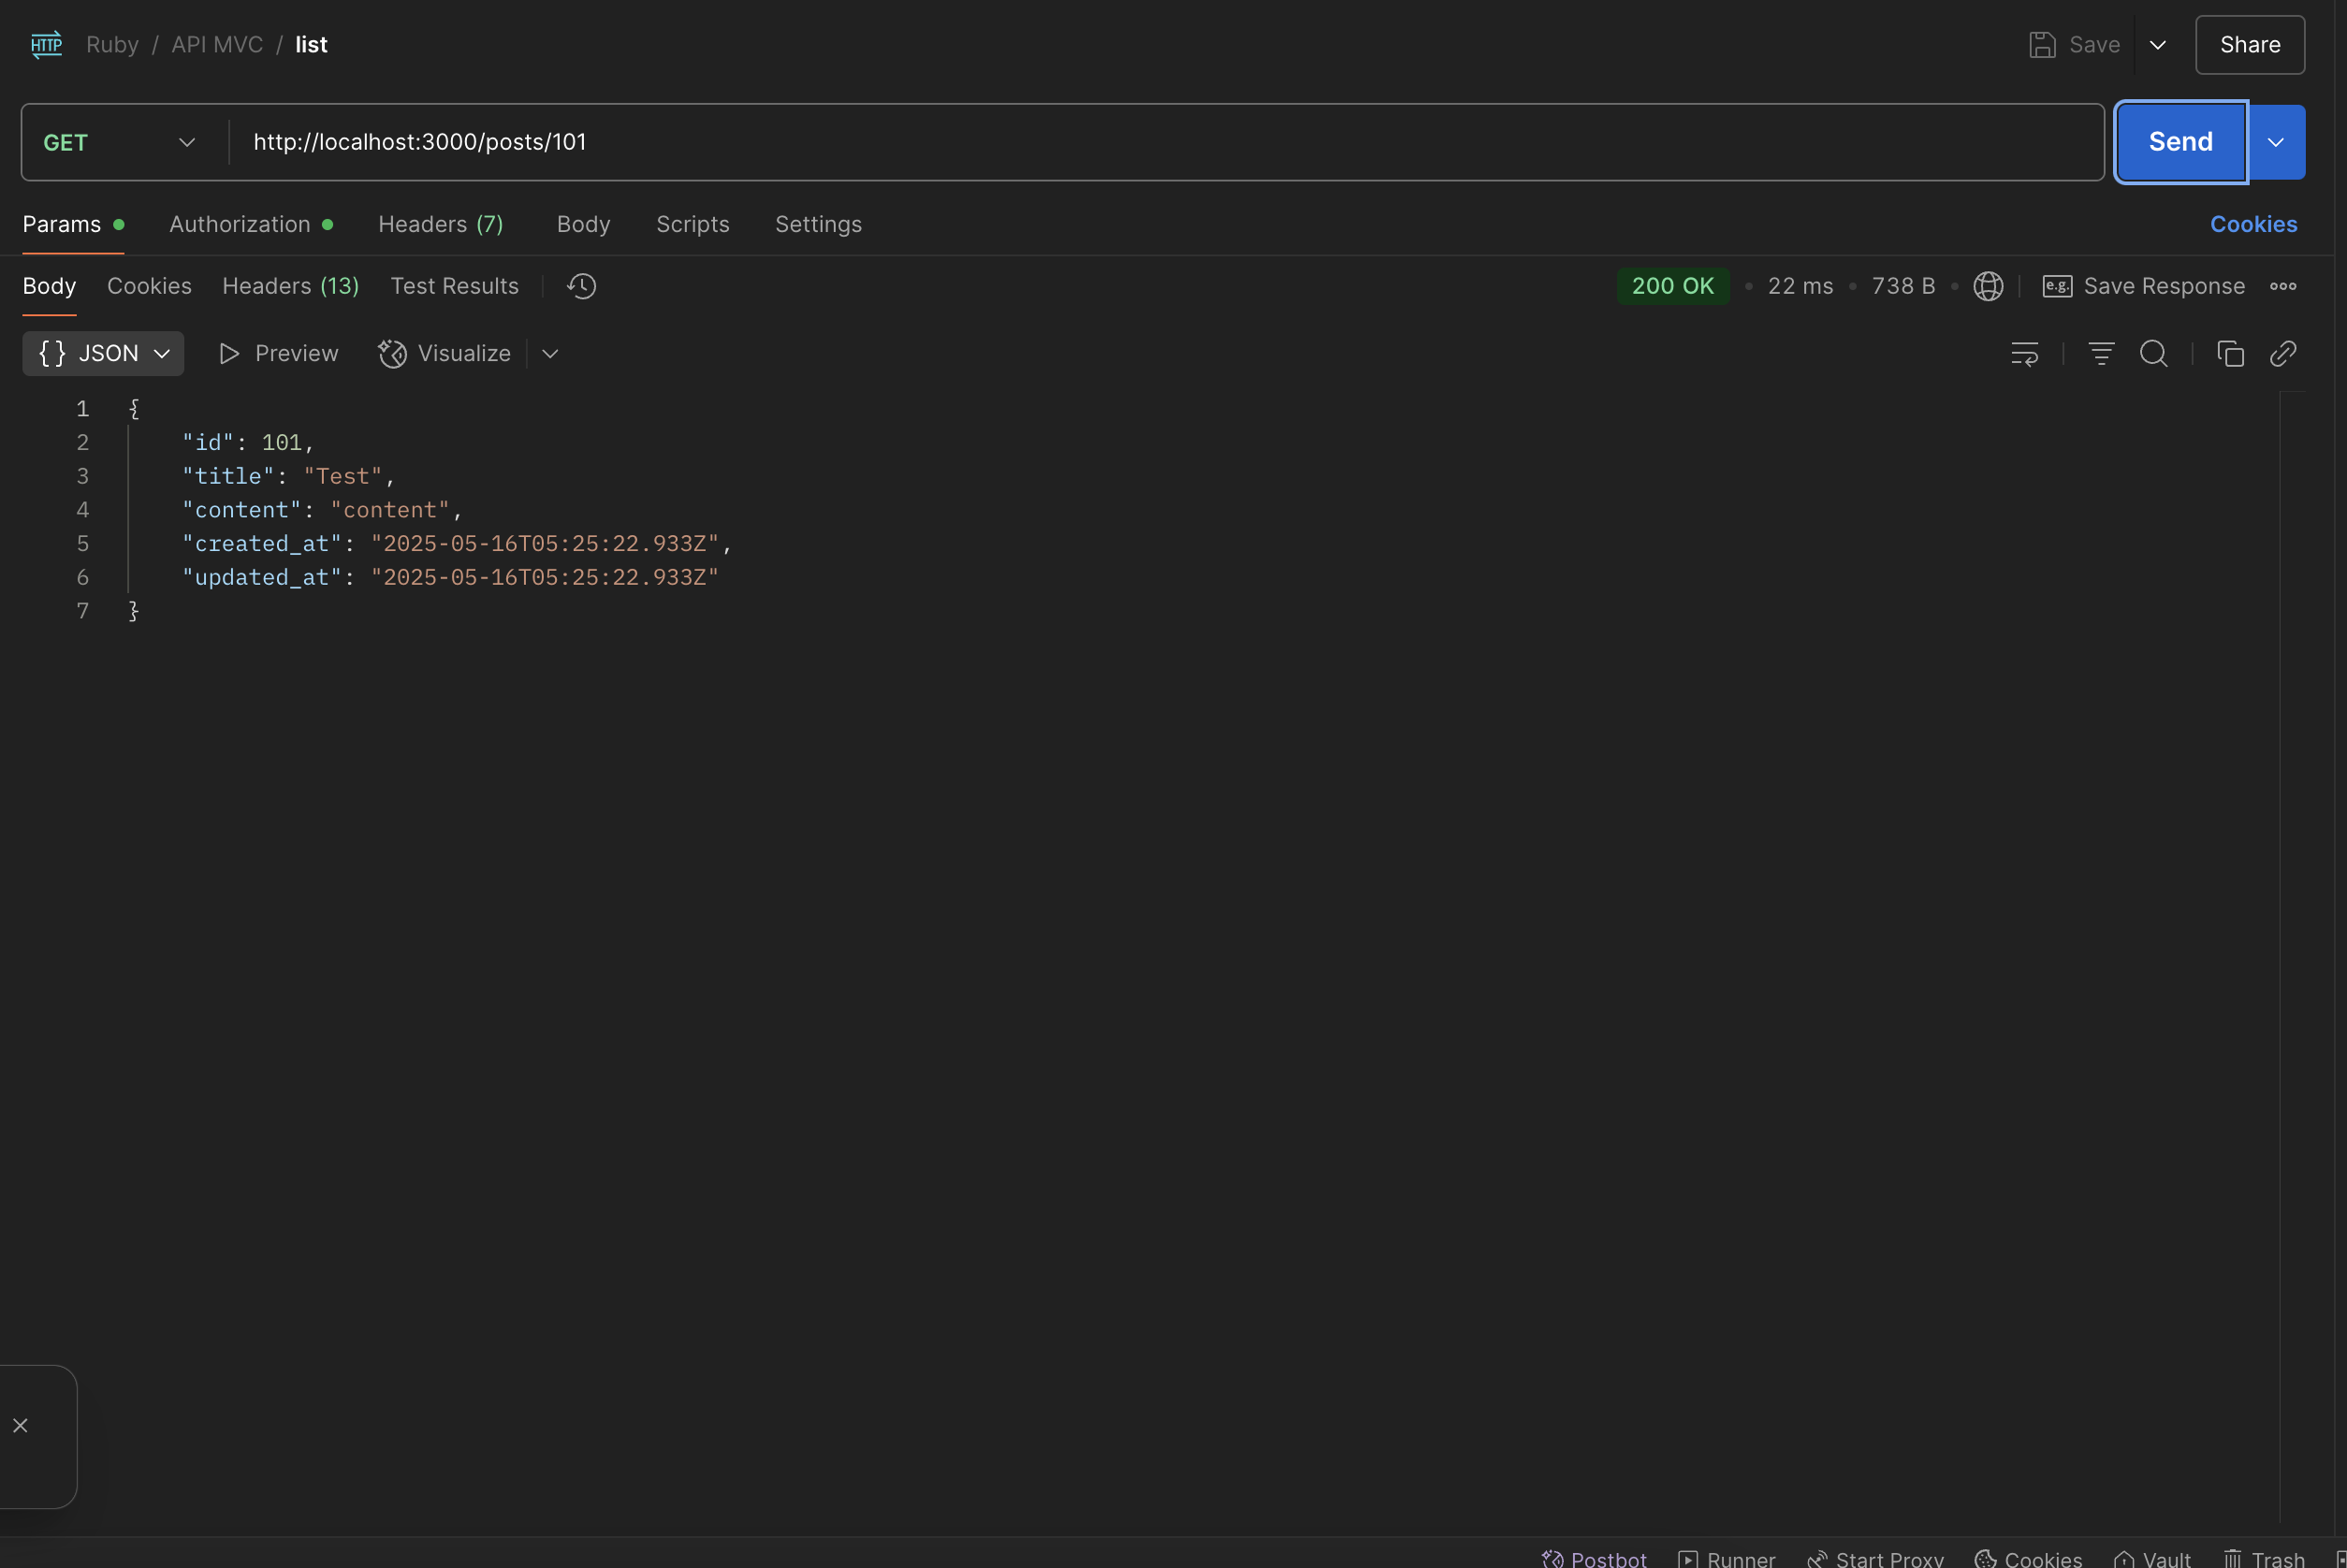 HTTP Ruby / API MVC / list Save Share
GET http://localhost:3000/posts/101 Send
Params Authorization Headers (7) Body Scripts Settings Cookies
Body Cookies Headers (13) Test Results 200 OK • 22 ms • 738 B • e.g. Save Response
{} JSON Preview Visualize
1 {
2 "id": 101,
3 "title": "Test",
4 "content": "content",
5 "created_at": "2025-05-16T05:25:22.933Z",
6 "updated_at": "2025-05-16T05:25:22.933Z"
7 }
Postbot Runner Start Proxy Cookies Vault Trash